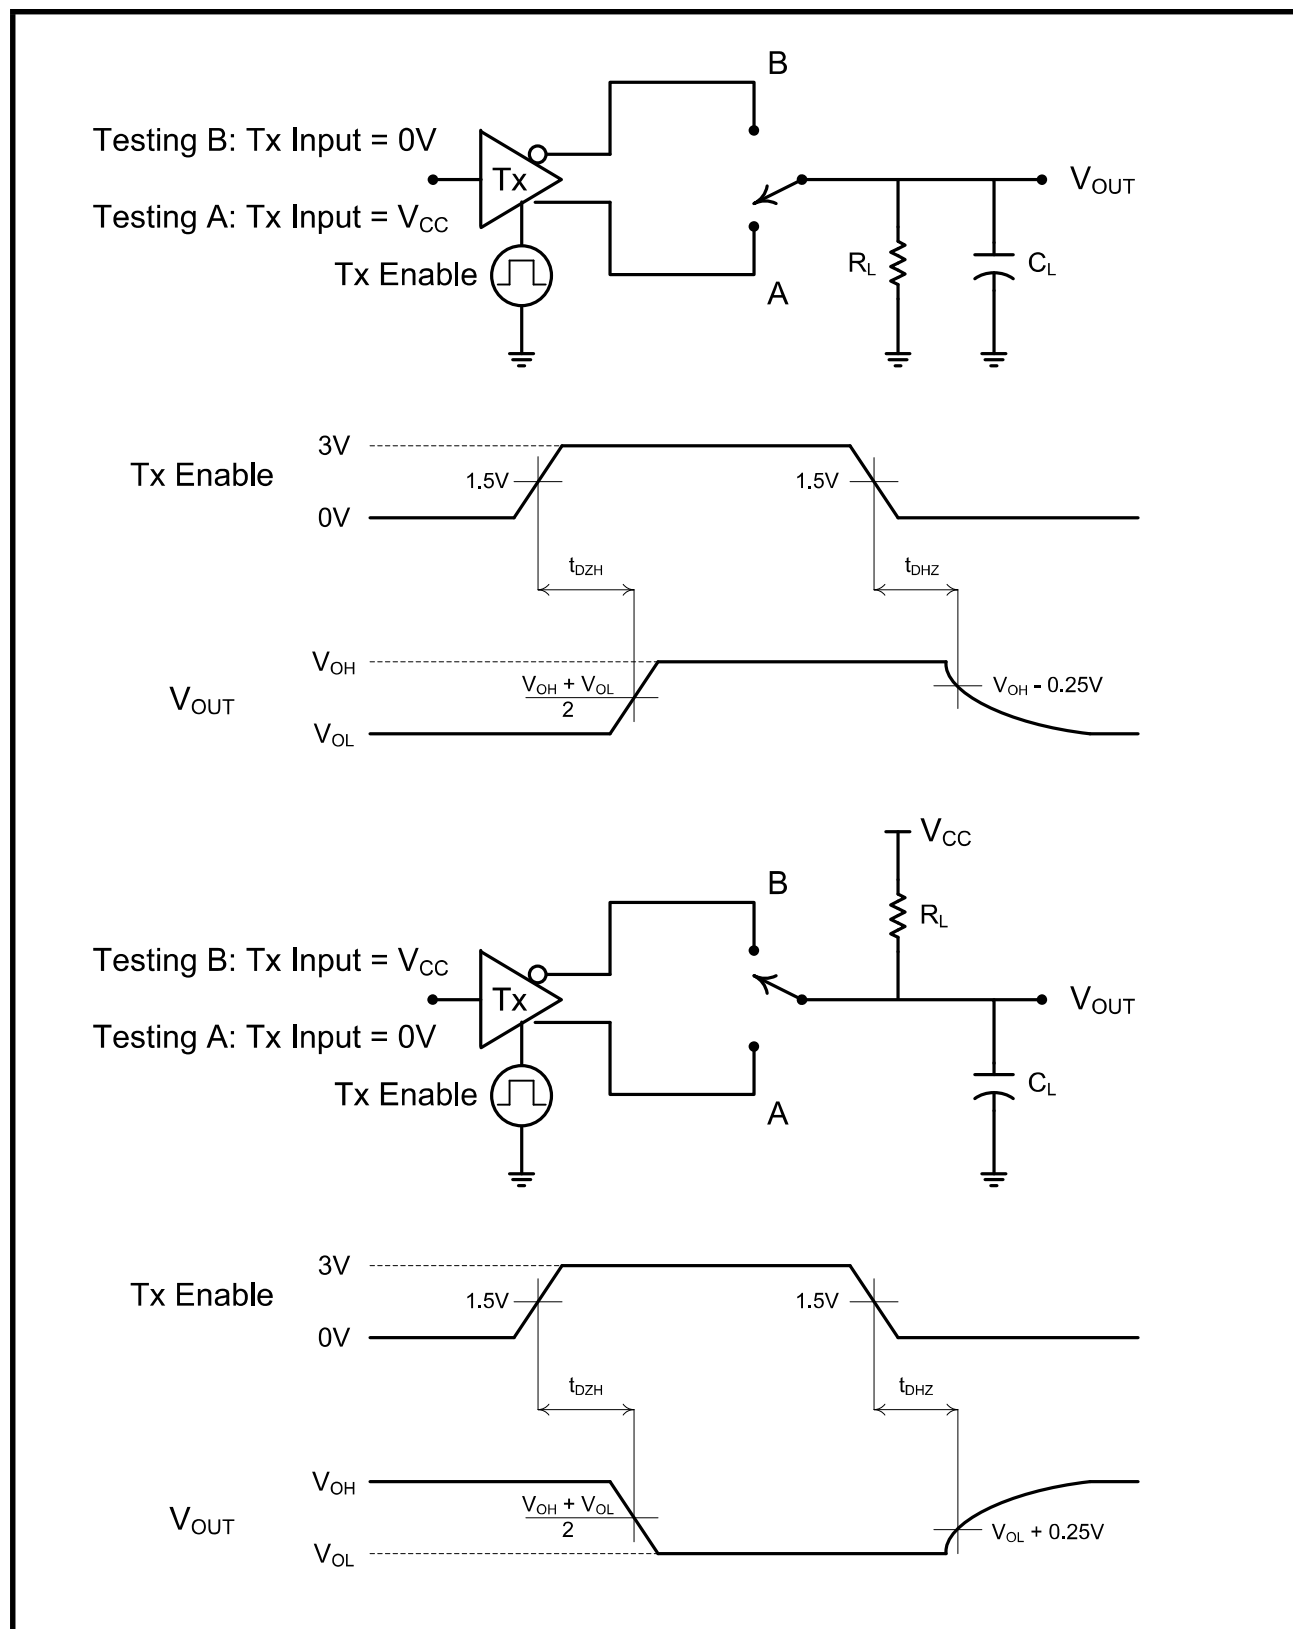 B
Testing B: Tx Input = 0V
Tx
V_OUT
Testing A: Tx Input = V_CC
Tx Enable
R_L
C_L
A
3V
Tx Enable
1.5V
1.5V
0V
t_DZH
t_DHZ
V_OH
V_OH + V_OL
2
V_OH - 0.25V
V_OUT
V_OL
V_CC
B
R_L
Testing B: Tx Input = V_CC
Tx
V_OUT
Testing A: Tx Input = 0V
Tx Enable
C_L
A
3V
Tx Enable
1.5V
1.5V
0V
t_DZH
t_DHZ
V_OH
V_OH + V_OL
2
V_OUT
V_OL + 0.25V
V_OL